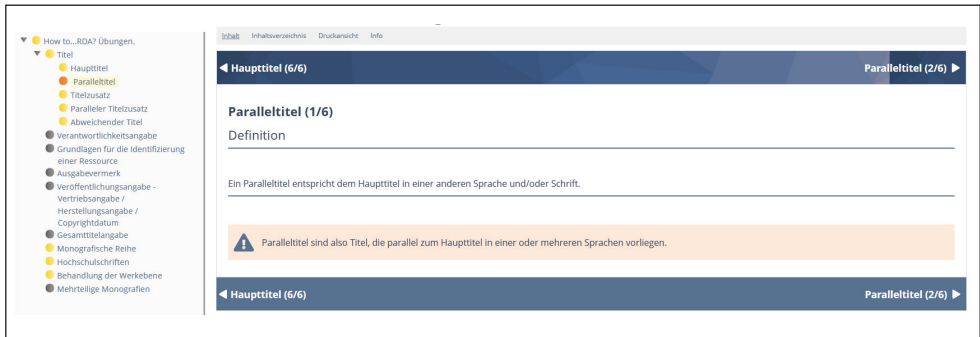 How to...RDA? Übungen.
Titel
Haupttitel
Paralleltitel
Titelzusatz
Paralleler Titelzusatz
Abweichender Titel
Verantwortlichkeitsangabe
Grundlagen für die Identifizierung
einer Ressource
Ausgabevermerk
Veröffentlichungsangabe -
Vertriebsangabe /
Herstellungsangabe /
Copyrightdatum
Gesamttitelangabe
Monografische Reihe
Hochschulschriften
Behandlung der Werkebene
Mehrteilige Monografien
Inhalt Inhaltsverzeichnis Druckansicht Info
Haupttitel (6/6) Paralleltitel (2/6)
Paralleltitel (1/6)
Definition
Ein Paralleltitel entspricht dem Haupttitel in einer anderen Sprache und/oder Schrift.
Paralleltitel sind also Titel, die parallel zum Haupttitel in einer oder mehreren Sprachen vorliegen.
Haupttitel (6/6) Paralleltitel (2/6)